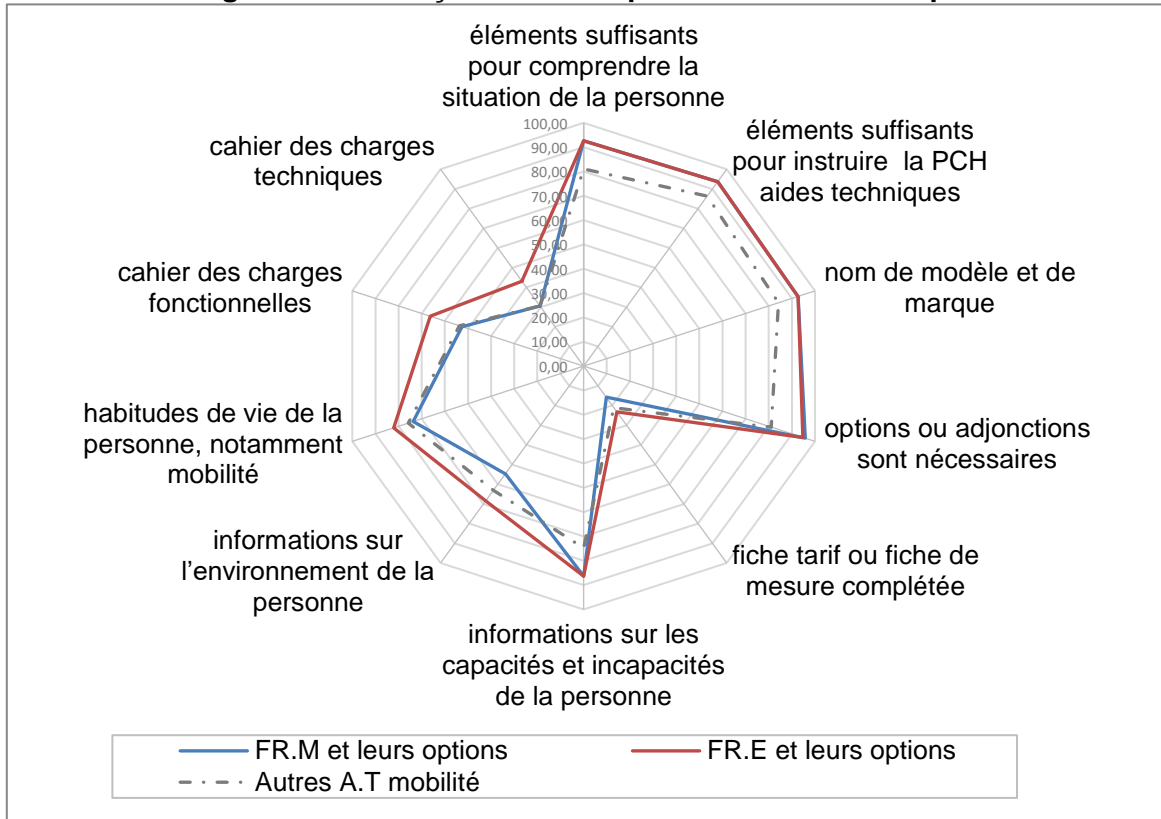 éléments suffisants
pour comprendre la
situation de la personne
éléments suffisants
pour instruire la PCH
aides techniques
nom de modèle et de
marque
options ou adjonctions
sont nécessaires
fiche tarif ou fiche de
mesure complétée
informations sur les
capacités et incapacités
de la personne
informations sur
l'environnement de la
personne
habitudes de vie de la
personne, notamment
mobilité
cahier des charges
fonctionnelles
cahier des charges
techniques
100,00
90,00
80,00
70,00
60,00
50,00
40,00
30,00
20,00
10,00
0,00
FR.M et leurs options
FR.E et leurs options
Autres A.T mobilité